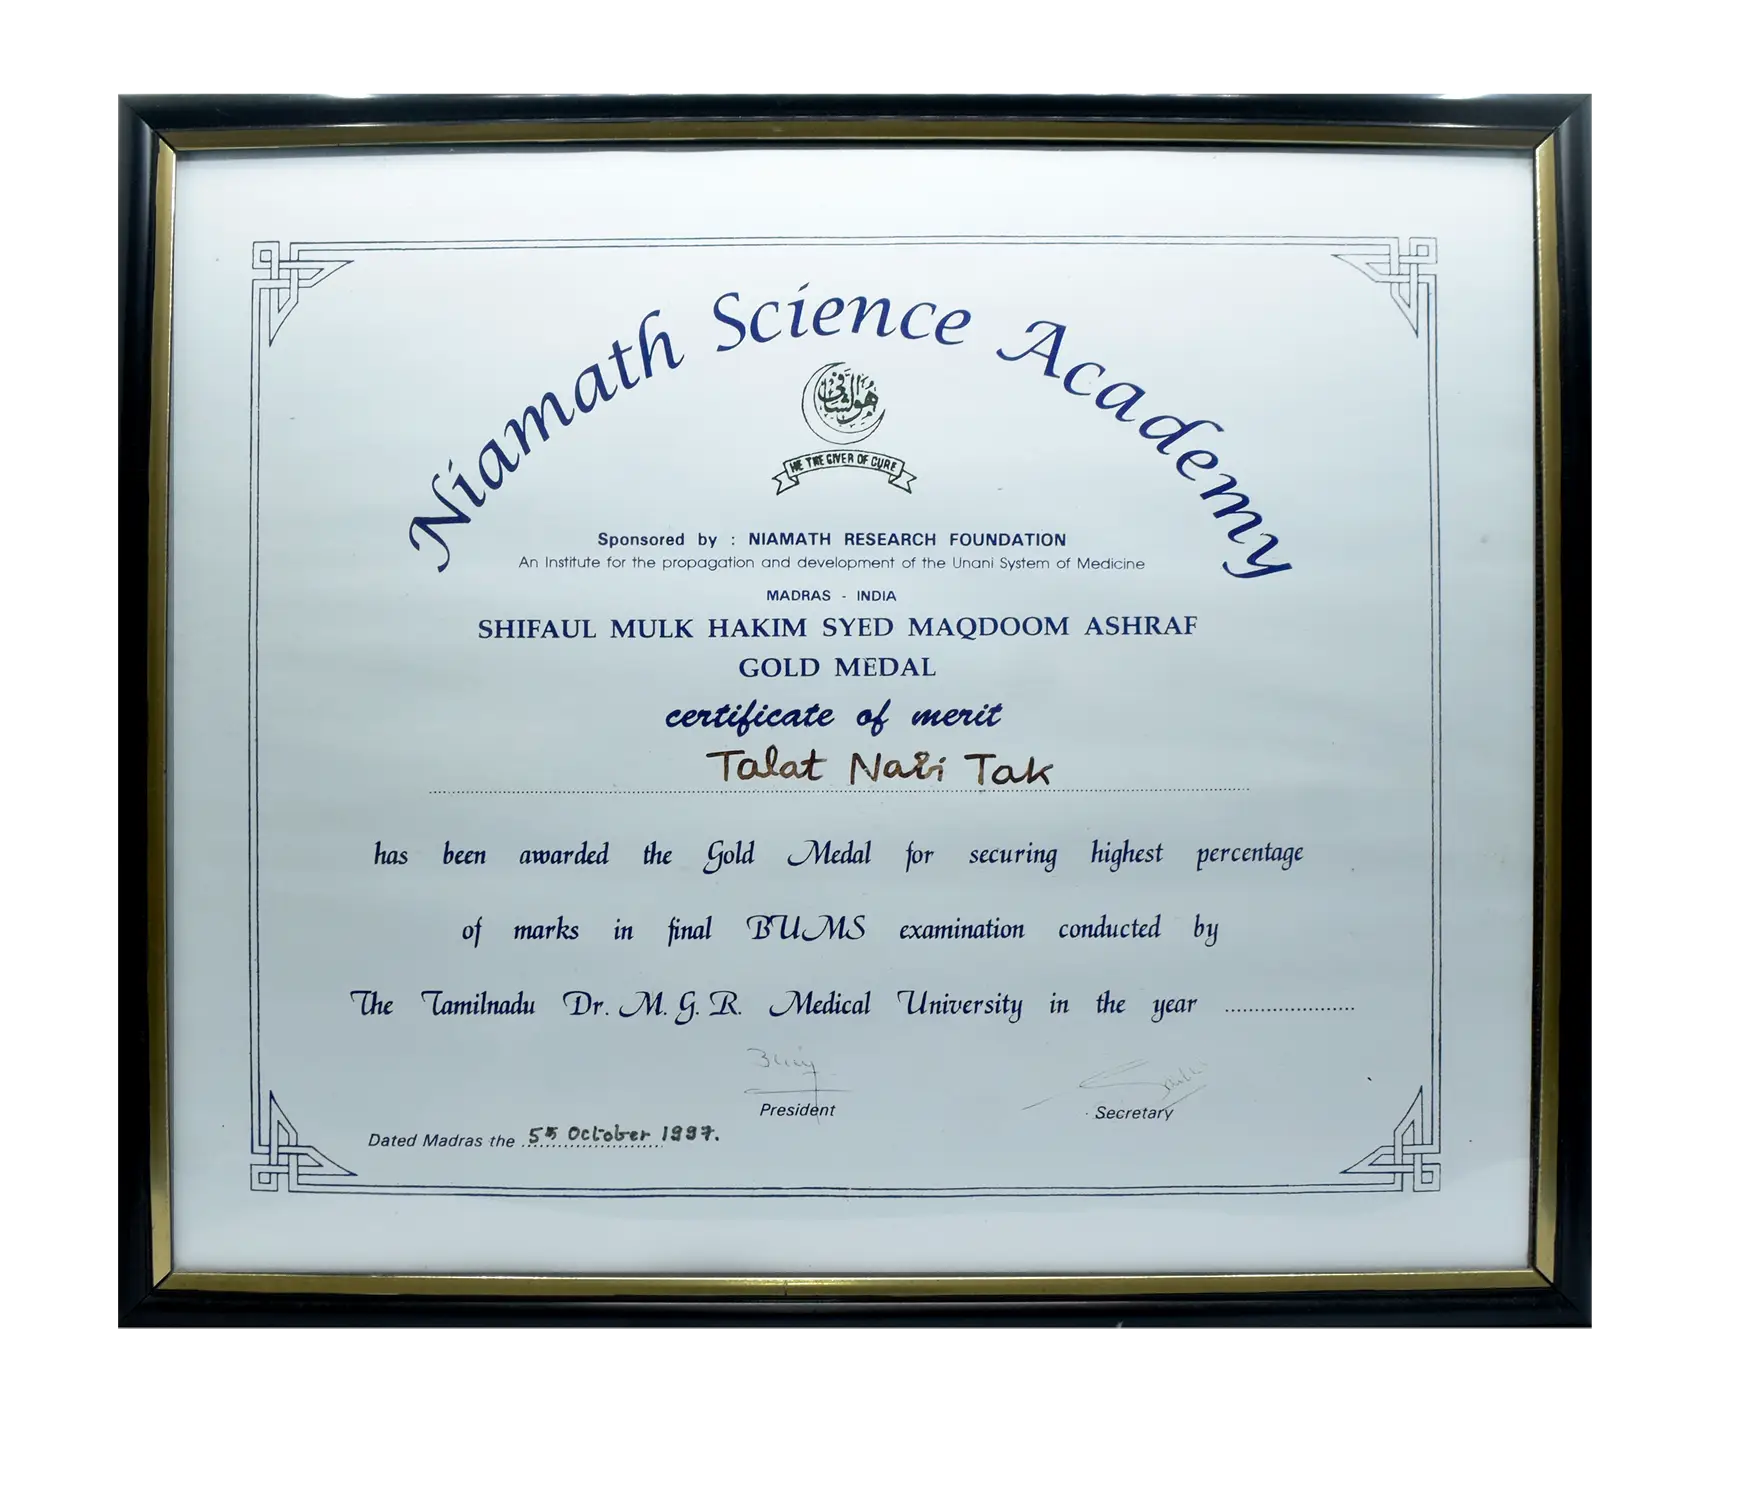 Niamath Science Academy
هوالشافی
HE THE GIVER OF CURE
Sponsored by : NIAMATH RESEARCH FOUNDATION
An Institute for the propagation and development of the Unani System of Medicine
MADRAS - INDIA
SHIFAUL MULK HAKIM SYED MAQDOOM ASHRAF
GOLD MEDAL
certificate of merit
Talat Nabi Tak
has been awarded the Gold Medal for securing highest percentage
of marks in final BUMS examination conducted by
The Tamilnadu Dr. M. G. R. Medical University in the year ......................
President
Secretary
Dated Madras the 5th October 1997.